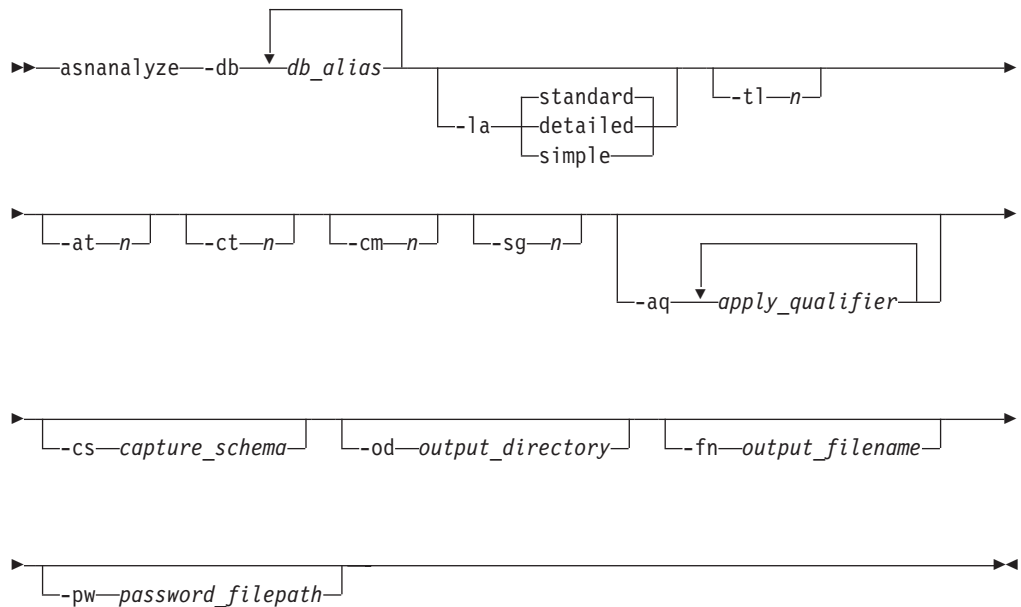 asnanalyze -db db_alias
-la standard
detailed
simple
-tl n
-at n -ct n -cm n -sg n
-aq apply_qualifier
-cs capture_schema -od output_directory -fn output_filename
-pw password_filepath